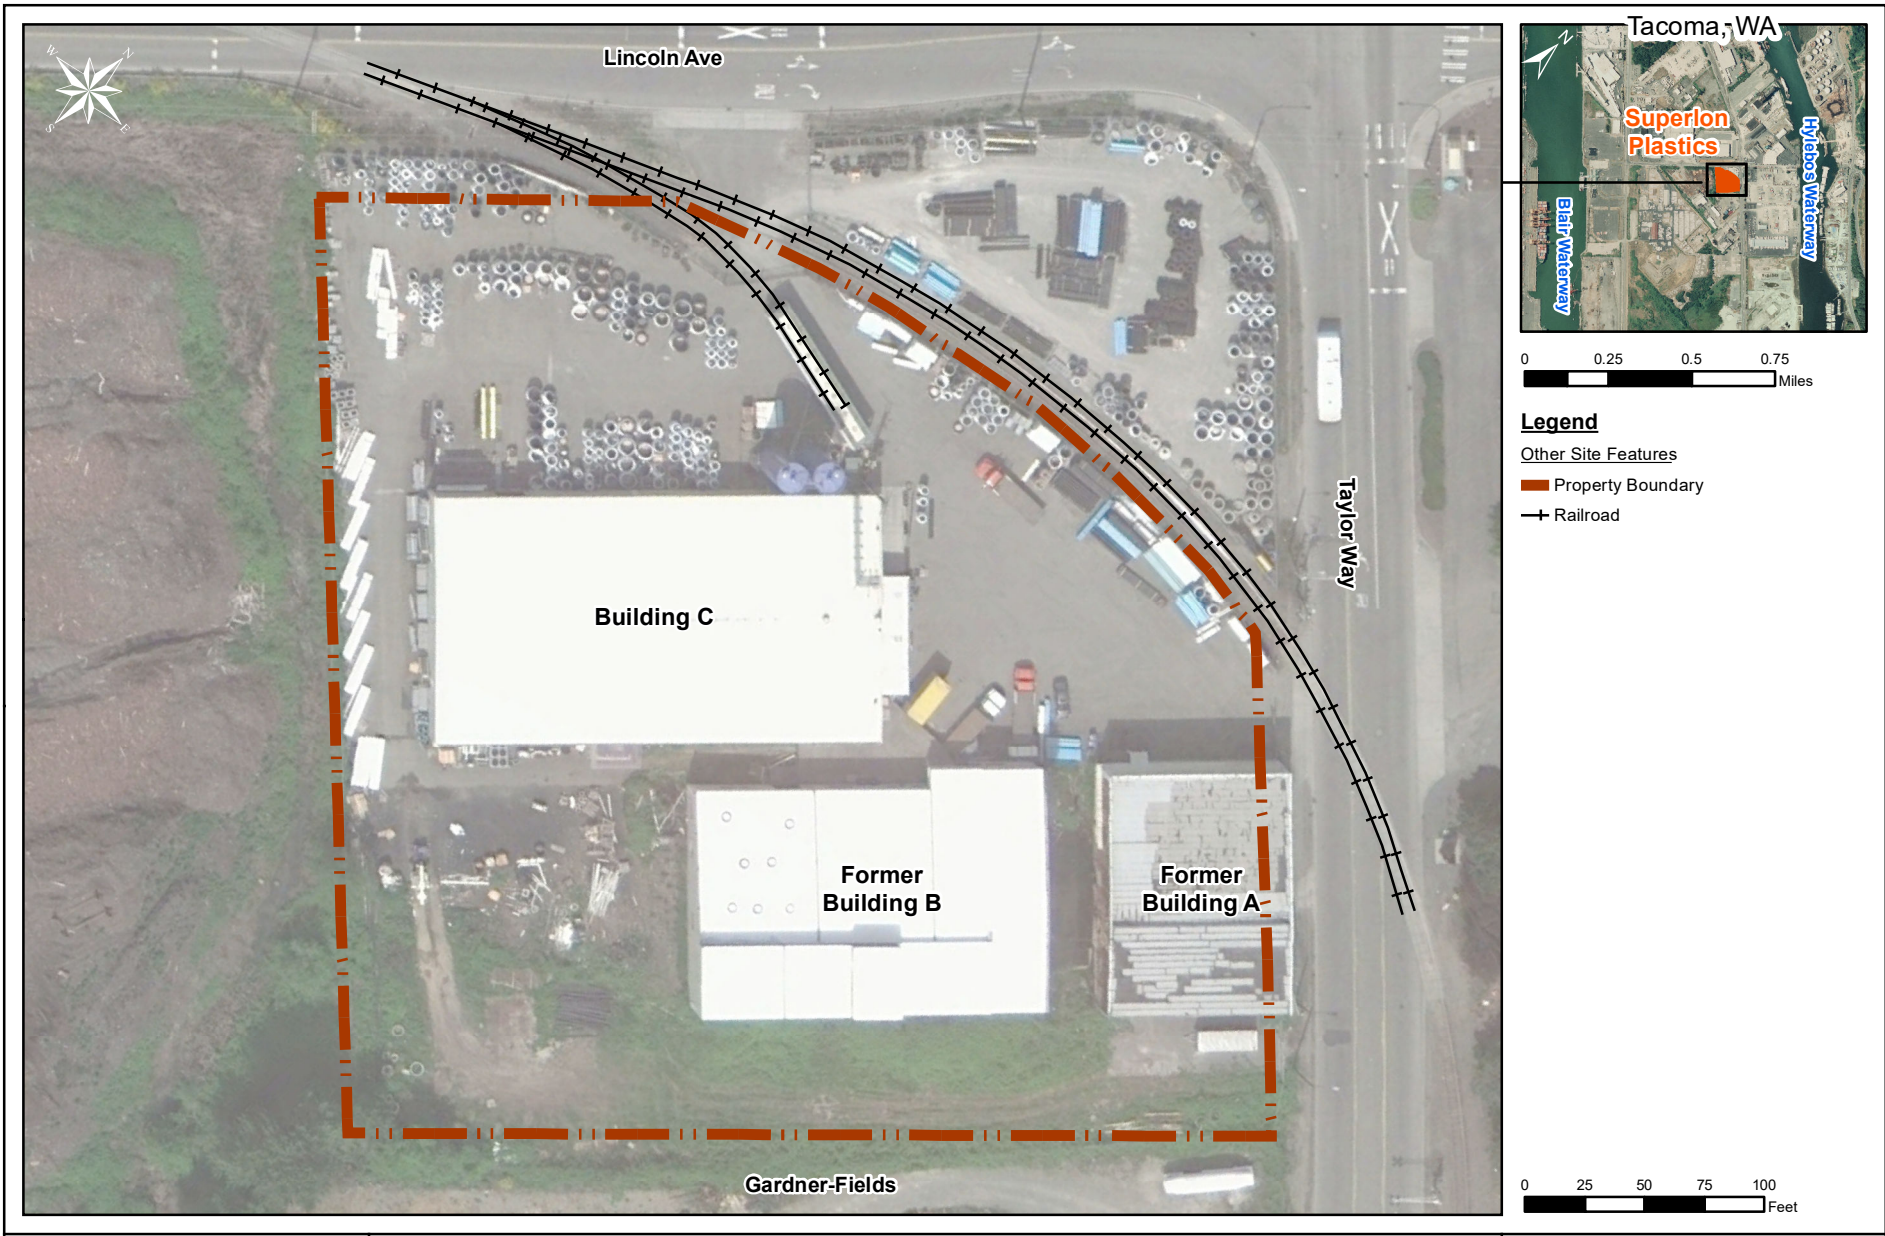 Lincoln Ave
W
N
S
E
Building C
Taylor Way
Former
Building B
Former
Building A
Gardner-Fields
Tacoma, WA
N
Superlon
Plastics
Blair Waterway
Hylebos Waterway
0 0.25 0.5 0.75
Miles
Legend
Other Site Features
Property Boundary
Railroad
0 25 50 75 100
Feet